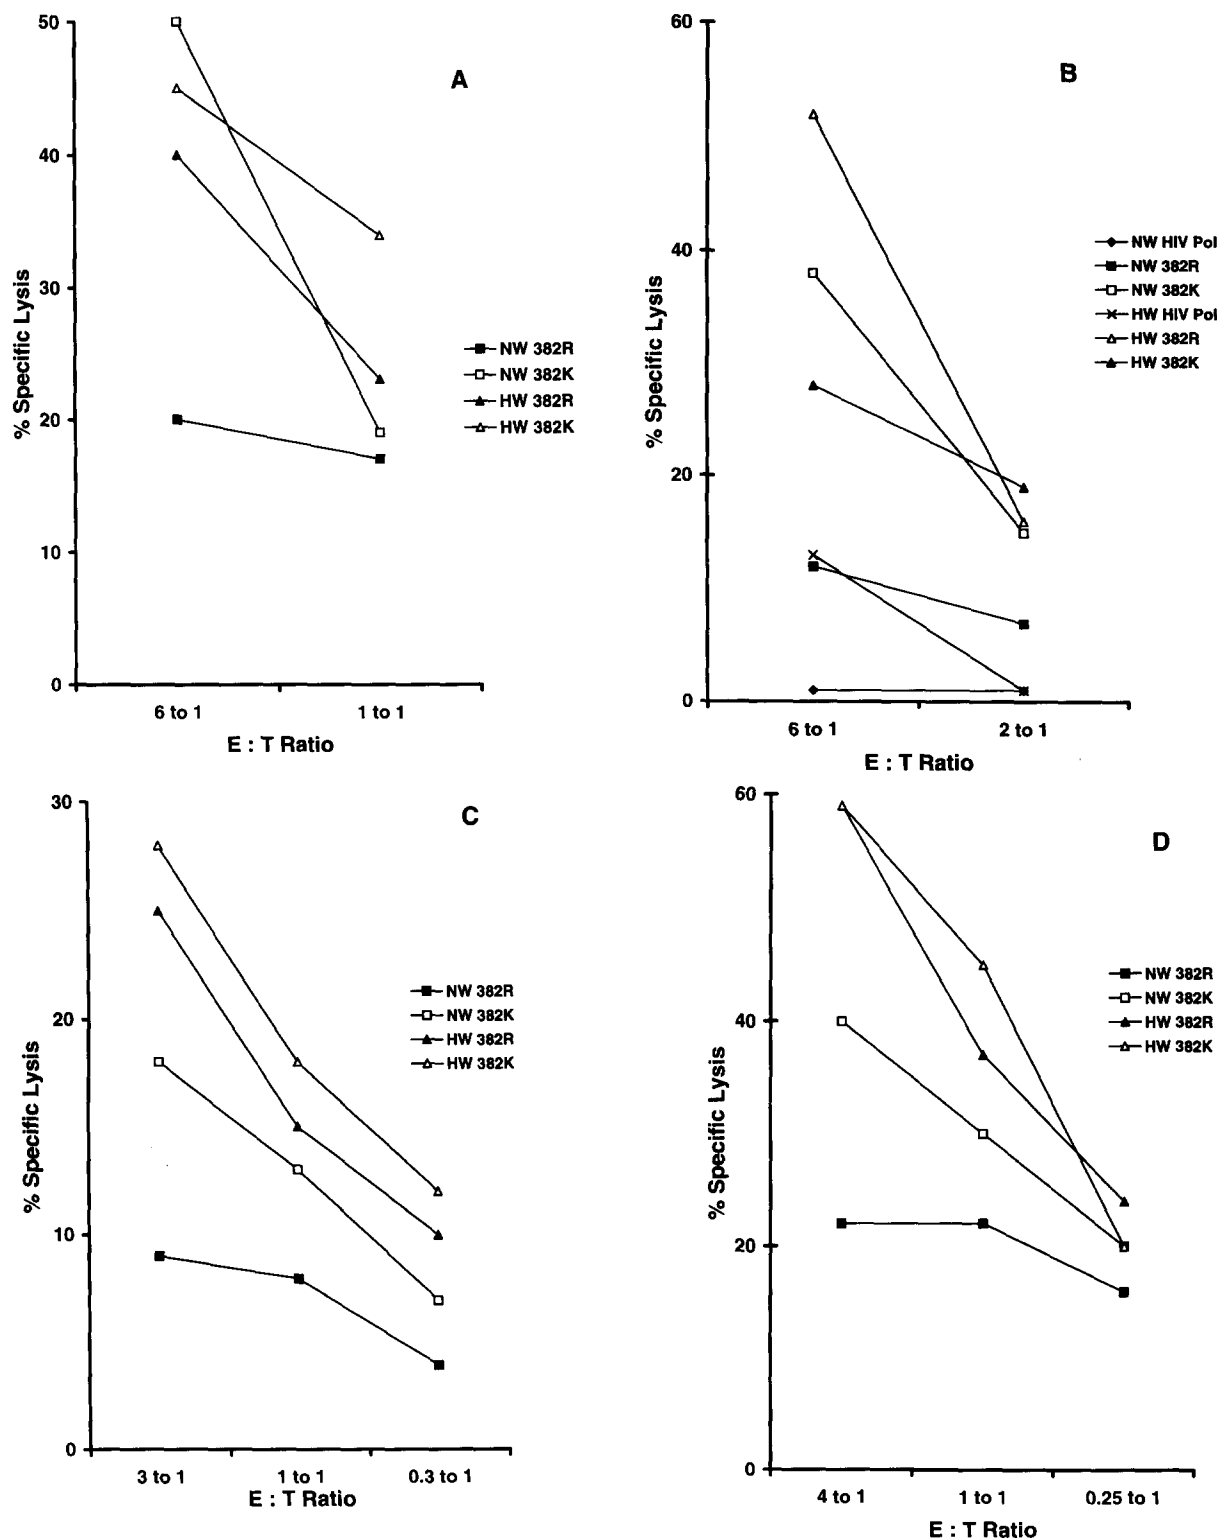 A
50
40
30
20
10
0
% Specific Lysis
6 to 1
1 to 1
E : T Ratio
NW 382R
NW 382K
HW 382R
HW 382K
B
60
40
20
0
% Specific Lysis
6 to 1
2 to 1
E : T Ratio
NW HIV Pol
NW 382R
NW 382K
HW HIV Pol
HW 382R
HW 382K
C
30
20
10
0
% Specific Lysis
3 to 1
1 to 1
0.3 to 1
E : T Ratio
NW 382R
NW 382K
HW 382R
HW 382K
D
60
40
20
0
% Specific Lysis
4 to 1
1 to 1
0.25 to 1
E : T Ratio
NW 382R
NW 382K
HW 382R
HW 382K